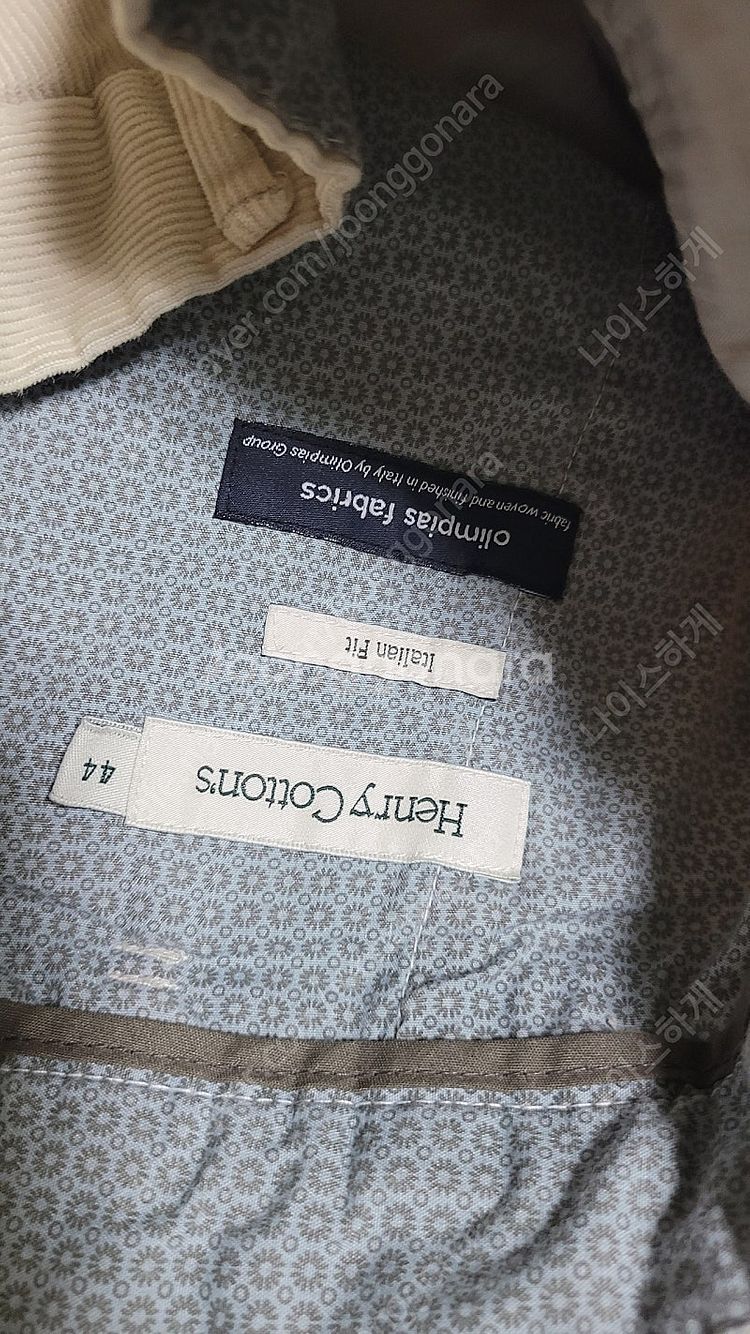 Henry Cotton's
44
Italian Fit
olimpias fabrics
fabric woven and finished in Italy by Olimpias Group
나이스하게
나이스하게
나이스하게
joonggonara